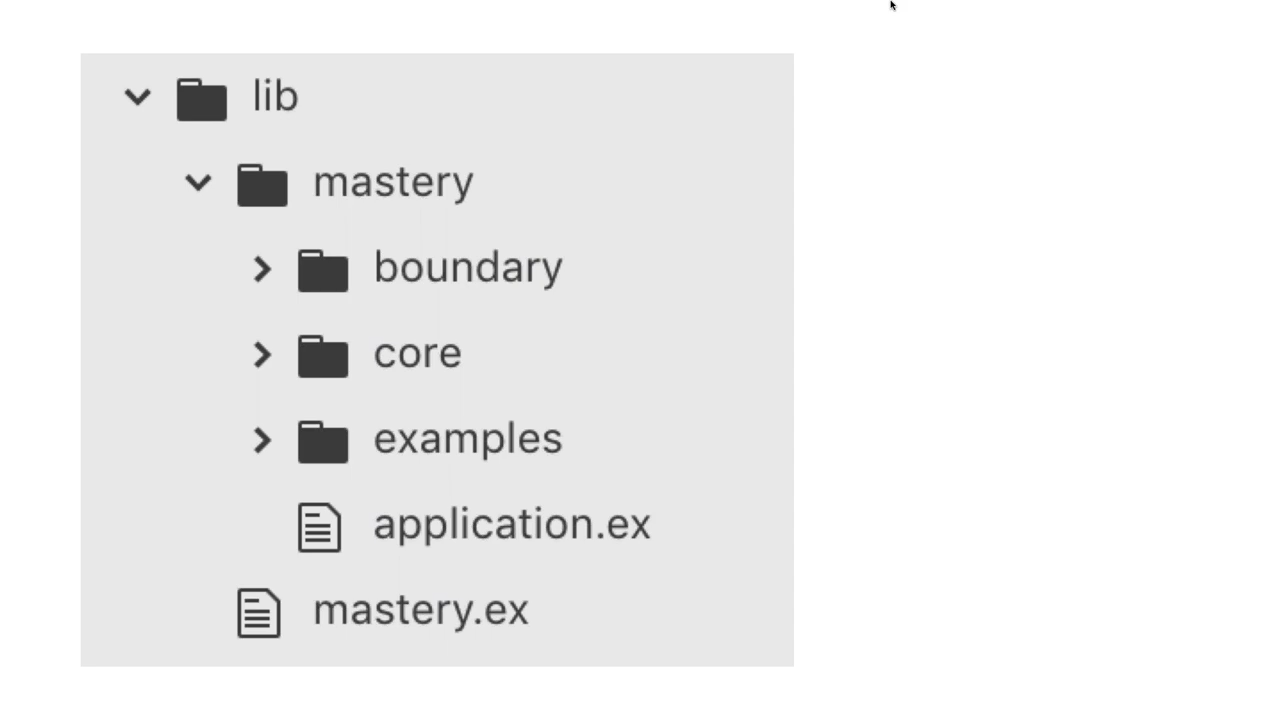 lib
mastery
boundary
core
examples
application.ex
mastery.ex